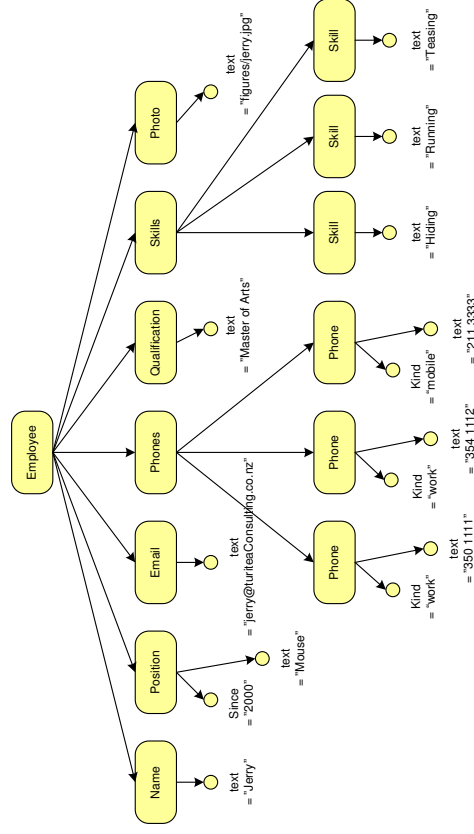 Employee
Name
Position
Email
Phones
Qualification
Skills
Photo
text
= "Jerry"
Since
= "2000"
text
= "Mouse"
text
= "jerry@turiteaConsulting.co.nz"
text
= "Master of Arts"
text
= "figures/jerry.jpg"
Phone
Phone
Phone
Skill
Skill
Skill
Kind
= "work"
text
= "350 1111"
Kind
= "work"
text
= "354 1112"
Kind
= "mobile"
text
= "211 3333"
text
= "Hiding"
text
= "Running"
text
= "Teasing"